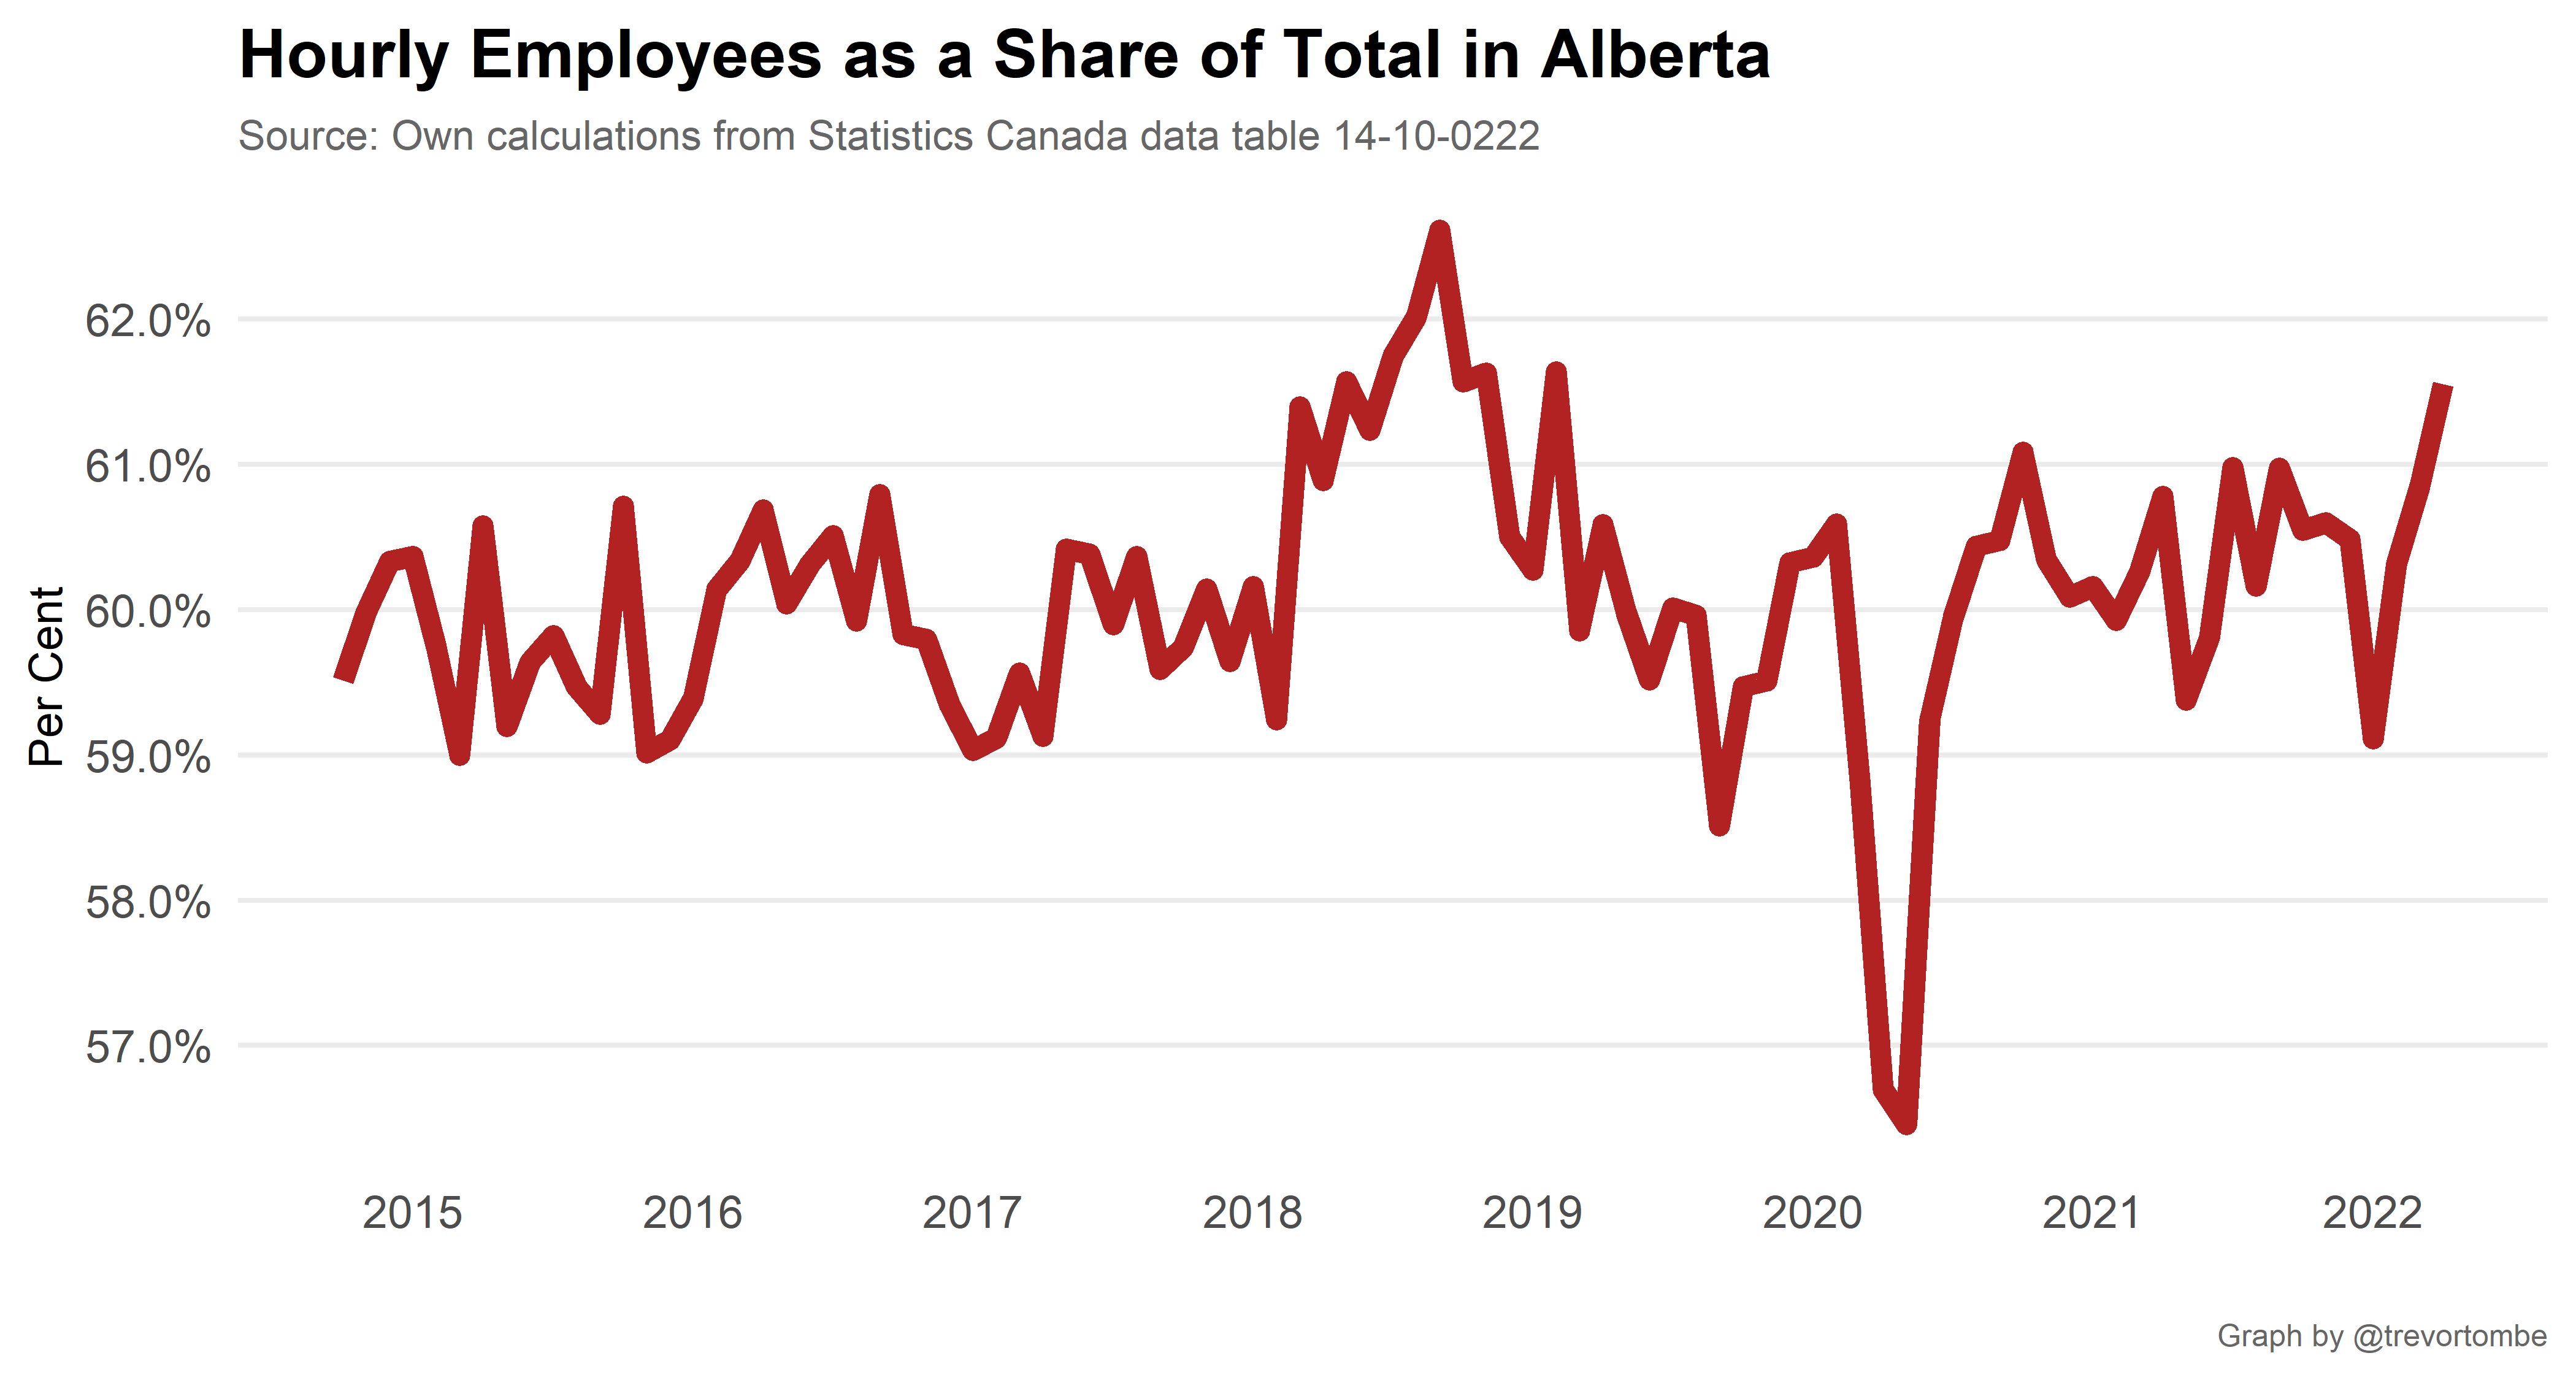 Hourly Employees as a Share of Total in Alberta
Source: Own calculations from Statistics Canada data table 14-10-0222
Per Cent
62.0%
61.0%
60.0%
59.0%
58.0%
57.0%
2015 2016 2017 2018 2019 2020 2021 2022
Graph by @trevortombe